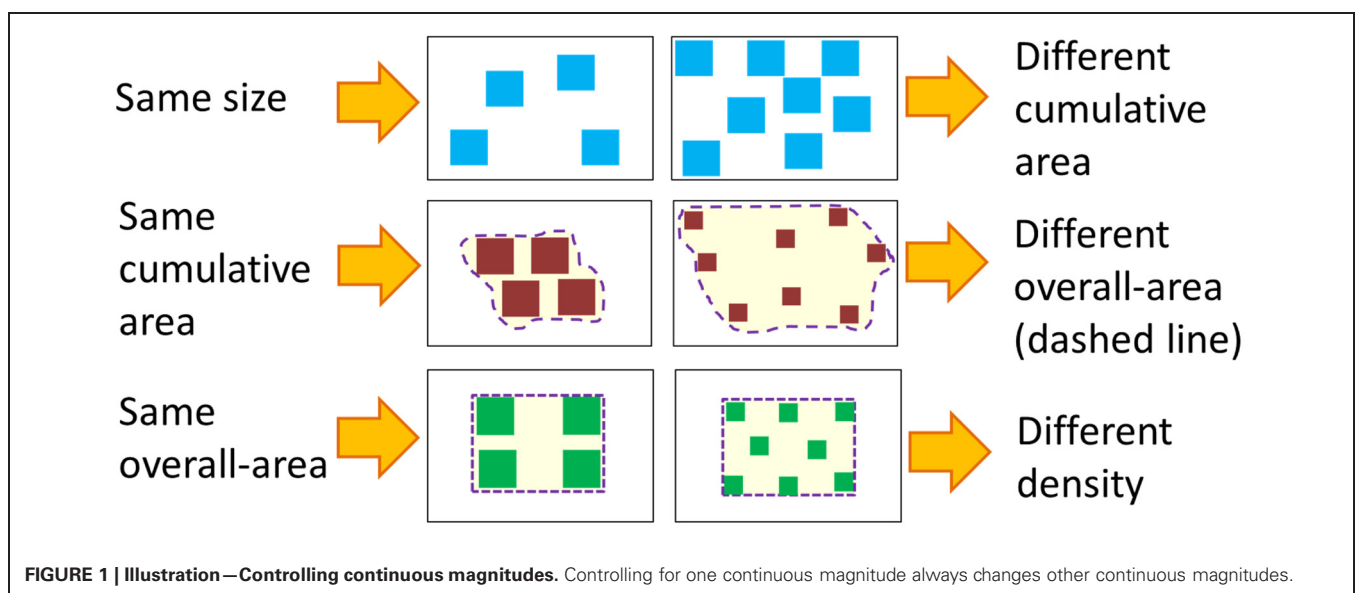 Same size
Different
cumulative
area
Same
cumulative
area
Different
overall-area
(dashed line)
Same
overall-area
Different
density
FIGURE 1 | Illustration—Controlling continuous magnitudes. Controlling for one continuous magnitude always changes other continuous magnitudes.